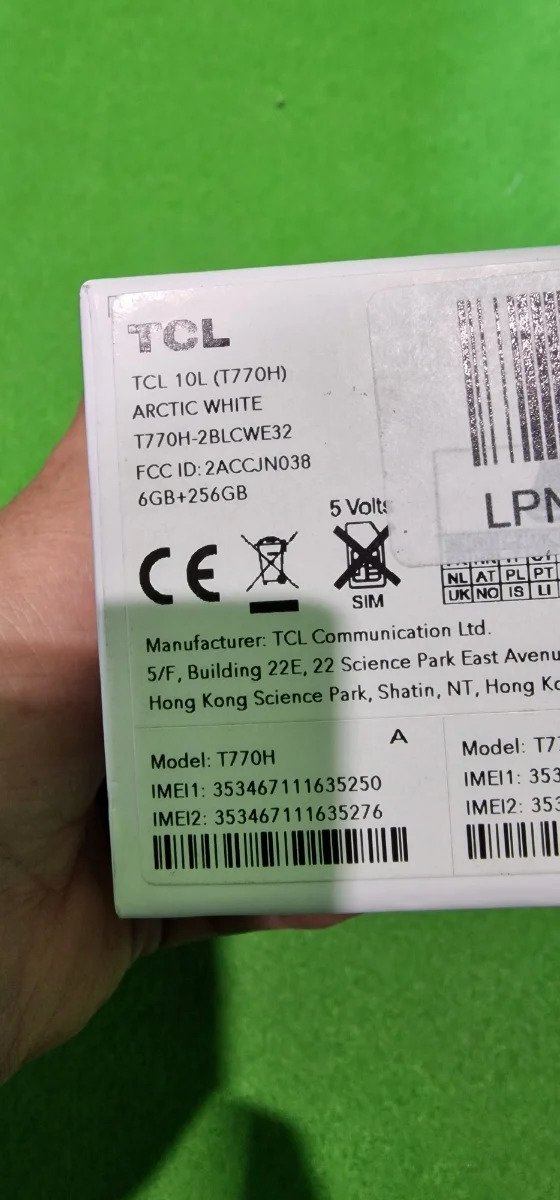 TCL
TCL 10L (T770H)
ARCTIC WHITE
T770H-2BLCWE32
FCC ID: 2ACCJN038
6GB+256GB
5 Volts
LPN
CE
SIM
NL AT PL PT
UK NO IS LI
Manufacturer: TCL Communication Ltd.
5/F, Building 22E, 22 Science Park East Avenu
Hong Kong Science Park, Shatin, NT, Hong Ko
A
Model: T770H
IMEI1: 353467111635250
IMEI2: 353467111635276
Model: T7
IMEI1: 353
IMEI2: 353